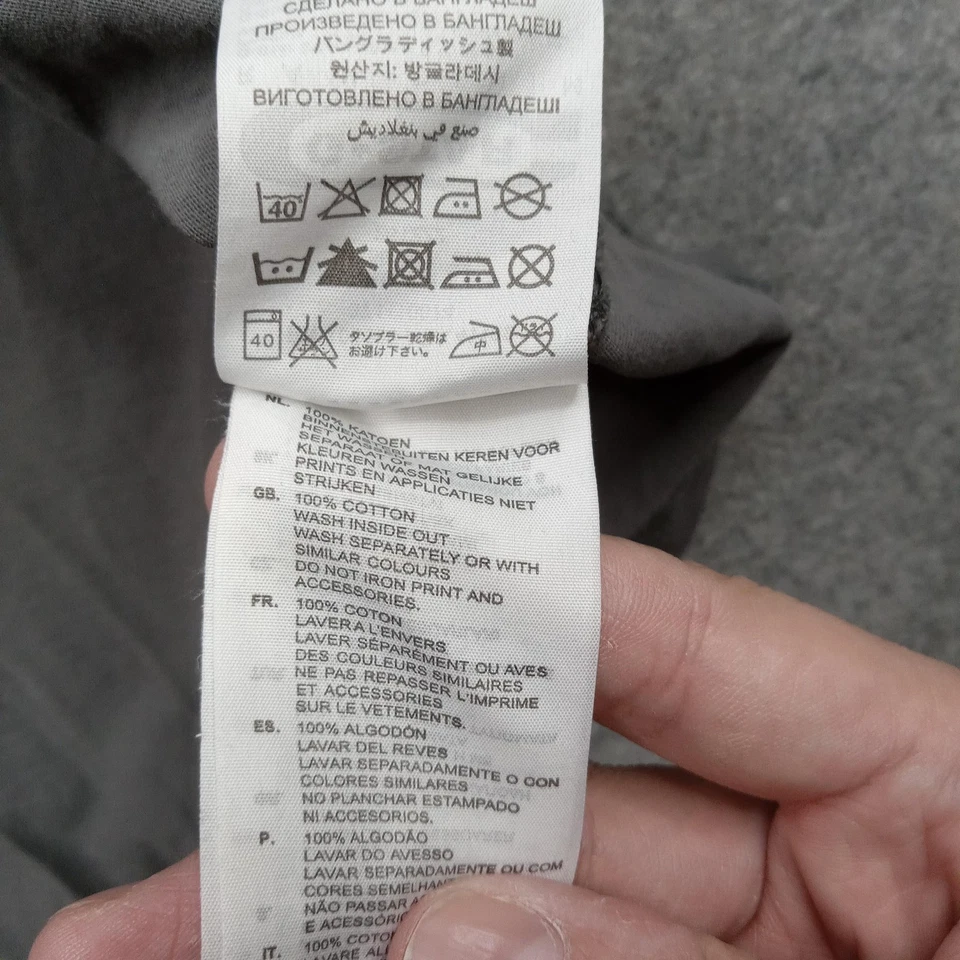 СДЕЛАНО В БАНГЛАДЕШ
ПРОИЗВЕДЕНО В БАНГЛАДЕШ
バングラディッシュ製
원산지: 방글라데시
ВИГОТОВЛЕНО В БАНГЛАДЕШІ
صنع في بنغلاديش
40
40
タンブラー乾燥は
お避け下さい。
中
NL. 100% KATOEN
BINNENSTEBUITEN KEREN VOOR
HET WASSEN
SEPARAAT OF MAT GELIJKE
KLEUREN WASSEN
PRINTS EN APPLICATIES NIET
STRIJKEN
GB. 100% COTTON
WASH INSIDE OUT
WASH SEPARATELY OR WITH
SIMILAR COLOURS
DO NOT IRON PRINT AND
ACCESSORIES.
FR. 100% COTON
LAVER A L'ENVERS
LAVER SÉPARÉMENT OU AVES
DES COULEURS SIMILAIRES
NE PAS REPASSER L'IMPRIME
ET ACCESSORIES
SUR LE VETEMENTS.
ES. 100% ALGODÓN
LAVAR DEL REVES
LAVAR SEPARADAMENTE O CON
COLORES SIMILARES
NO PLANCHAR ESTAMPADO
NI ACCESORIOS.
P. 100% ALGODÃO
LAVAR DO AVESSO
LAVAR SEPARADAMENTE OU COM
CORES
NÃO PASSAR
E
IT. 100%